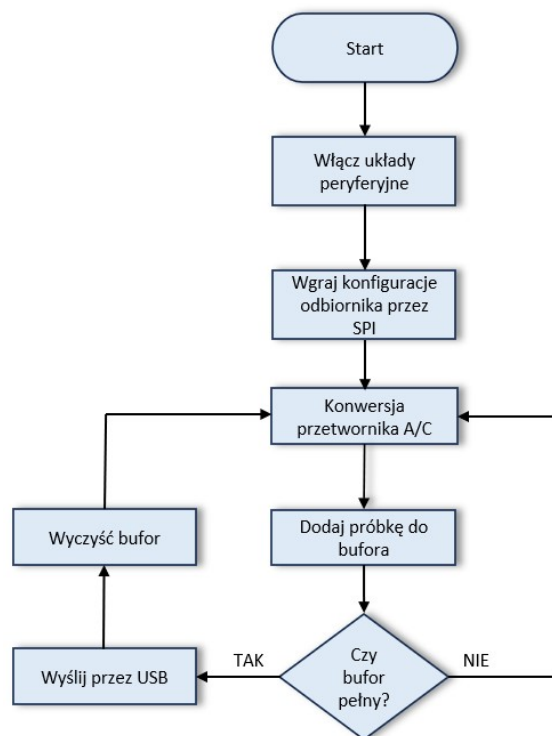 Start
Włącz układy
peryferyjne
Wgraj konfiguracje
odbiornika przez
SPI
Konwersja
przetwornika A/C
Dodaj próbkę do
bufora
Wyczyść bufor
Czy
bufor
pełny?
TAK
NIE
Wyślij przez USB